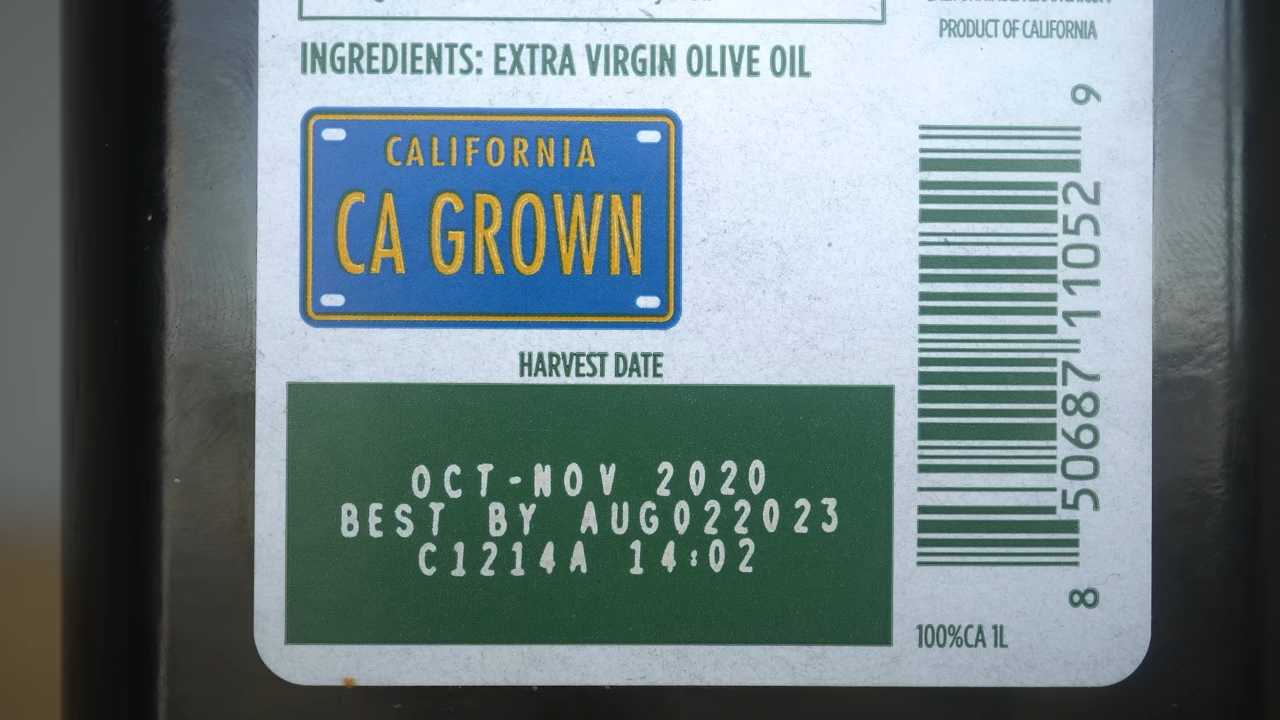 INGREDIENTS: EXTRA VIRGIN OLIVE OIL
CALIFORNIA
CA GROWN
HARVEST DATE
OCT-NOV 2020
BEST BY AUG022023
C1214A 14:02
PRODUCT OF CALIFORNIA
8 50687 11052 9
100%CA 1L